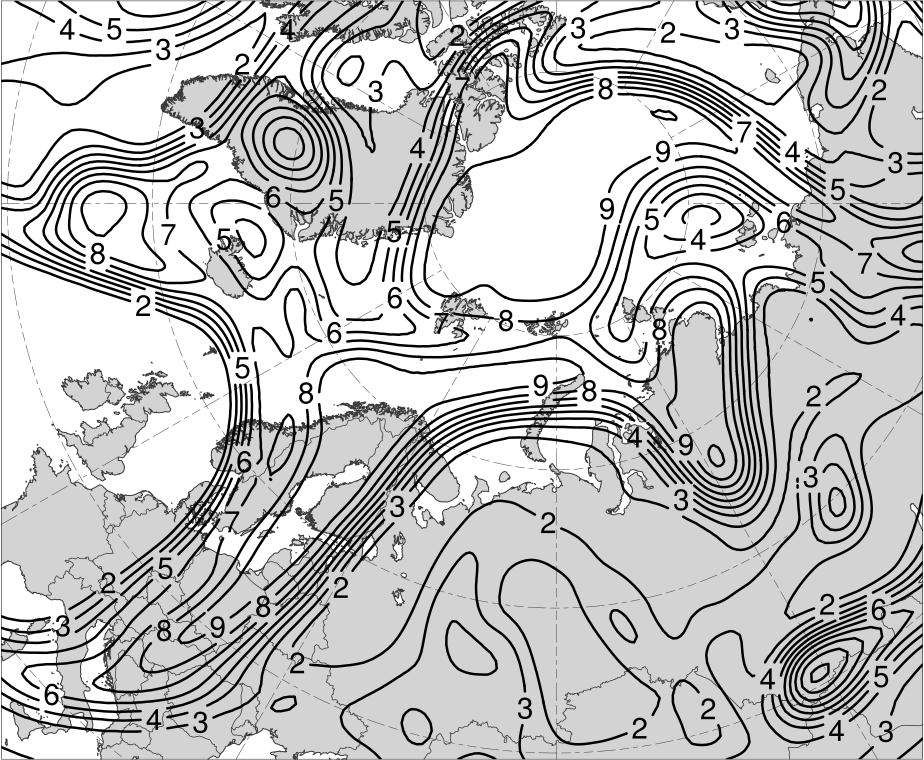 4 5 4 2 3 2 3
3 2
3 8 2
3 7
4 9 4 3
5
6 5 9 5 6
7 5 5 4
8 7
6 5
2 8 4
6 8
5
8 9 8 2
4 9
6 3
3 3
7 2
5
2 2 2 6
3 8 9 8
2 4 5
6 3 2
4 3 2 4 3